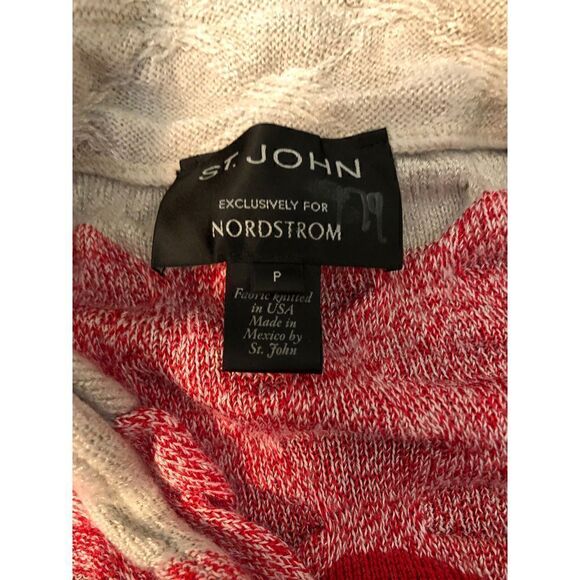 ST. JOHN
EXCLUSIVELY FOR
NORDSTROM
P
Fabric knitted
in USA
Made in
Mexico by
St. John